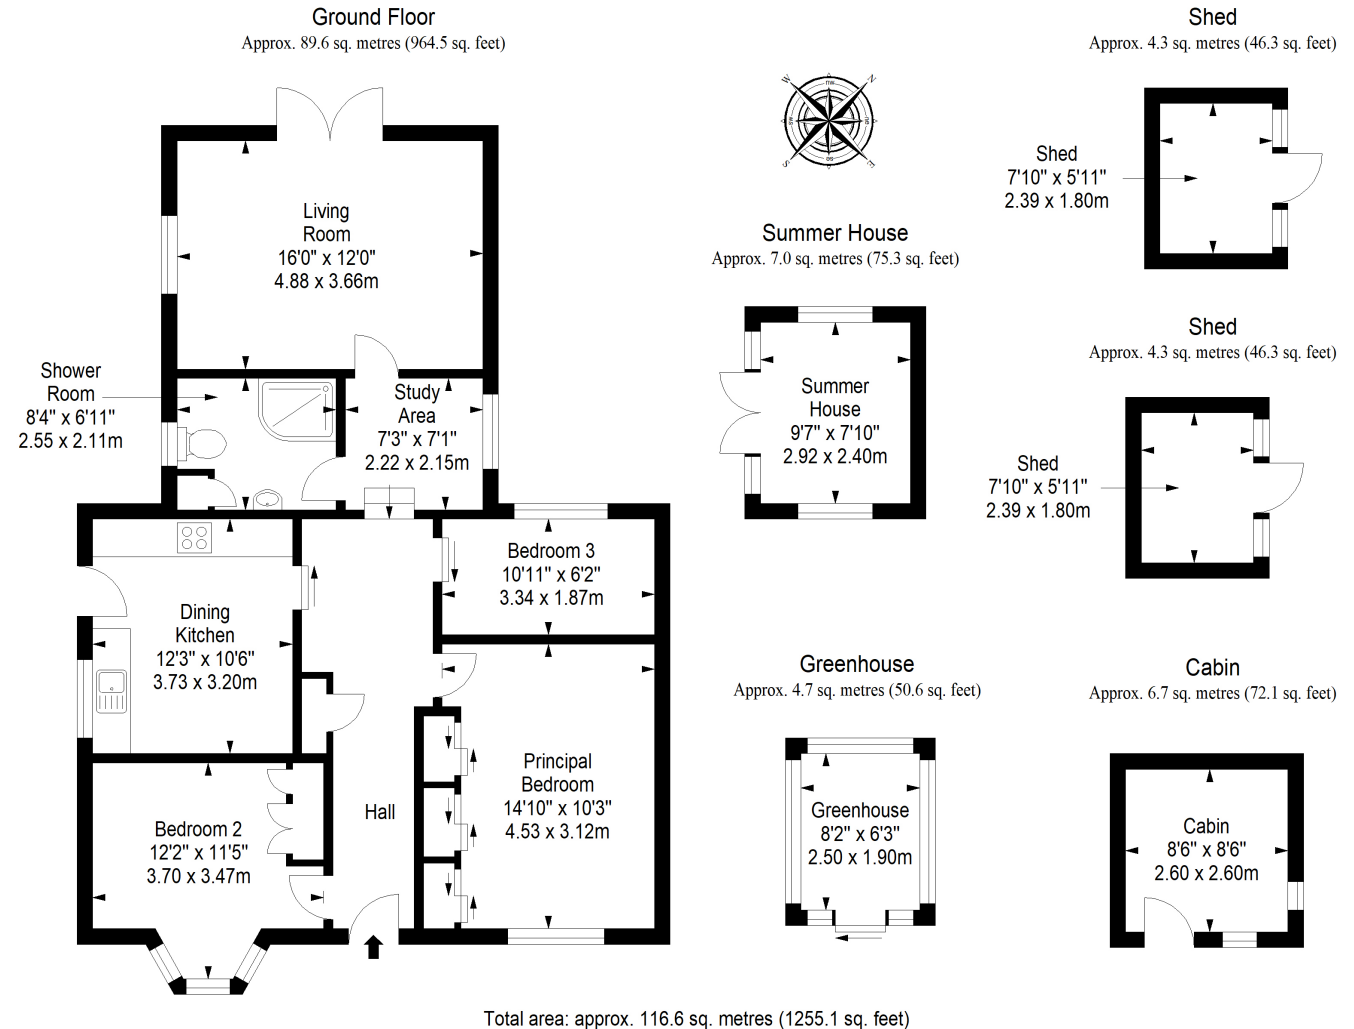 Ground Floor
Approx. 89.6 sq. metres (964.5 sq. feet)
Living
Room
16'0" x 12'0"
4.88 x 3.66m
Shower
Room
8'4" x 6'11"
2.55 x 2.11m
Study
Area
7'3" x 7'1"
2.22 x 2.15m
Bedroom 3
10'11" x 6'2"
3.34 x 1.87m
Dining
Kitchen
12'3" x 10'6"
3.73 x 3.20m
Principal
Bedroom
14'10" x 10'3"
4.53 x 3.12m
Hall
Bedroom 2
12'2" x 11'5"
3.70 x 3.47m
W
N
S
E
Summer House
Approx. 7.0 sq. metres (75.3 sq. feet)
Summer
House
9'7" x 7'10"
2.92 x 2.40m
Shed
Approx. 4.3 sq. metres (46.3 sq. feet)
Shed
7'10" x 5'11"
2.39 x 1.80m
Shed
Approx. 4.3 sq. metres (46.3 sq. feet)
Shed
7'10" x 5'11"
2.39 x 1.80m
Greenhouse
Approx. 4.7 sq. metres (50.6 sq. feet)
Greenhouse
8'2" x 6'3"
2.50 x 1.90m
Cabin
Approx. 6.7 sq. metres (72.1 sq. feet)
Cabin
8'6" x 8'6"
2.60 x 2.60m
Total area: approx. 116.6 sq. metres (1255.1 sq. feet)